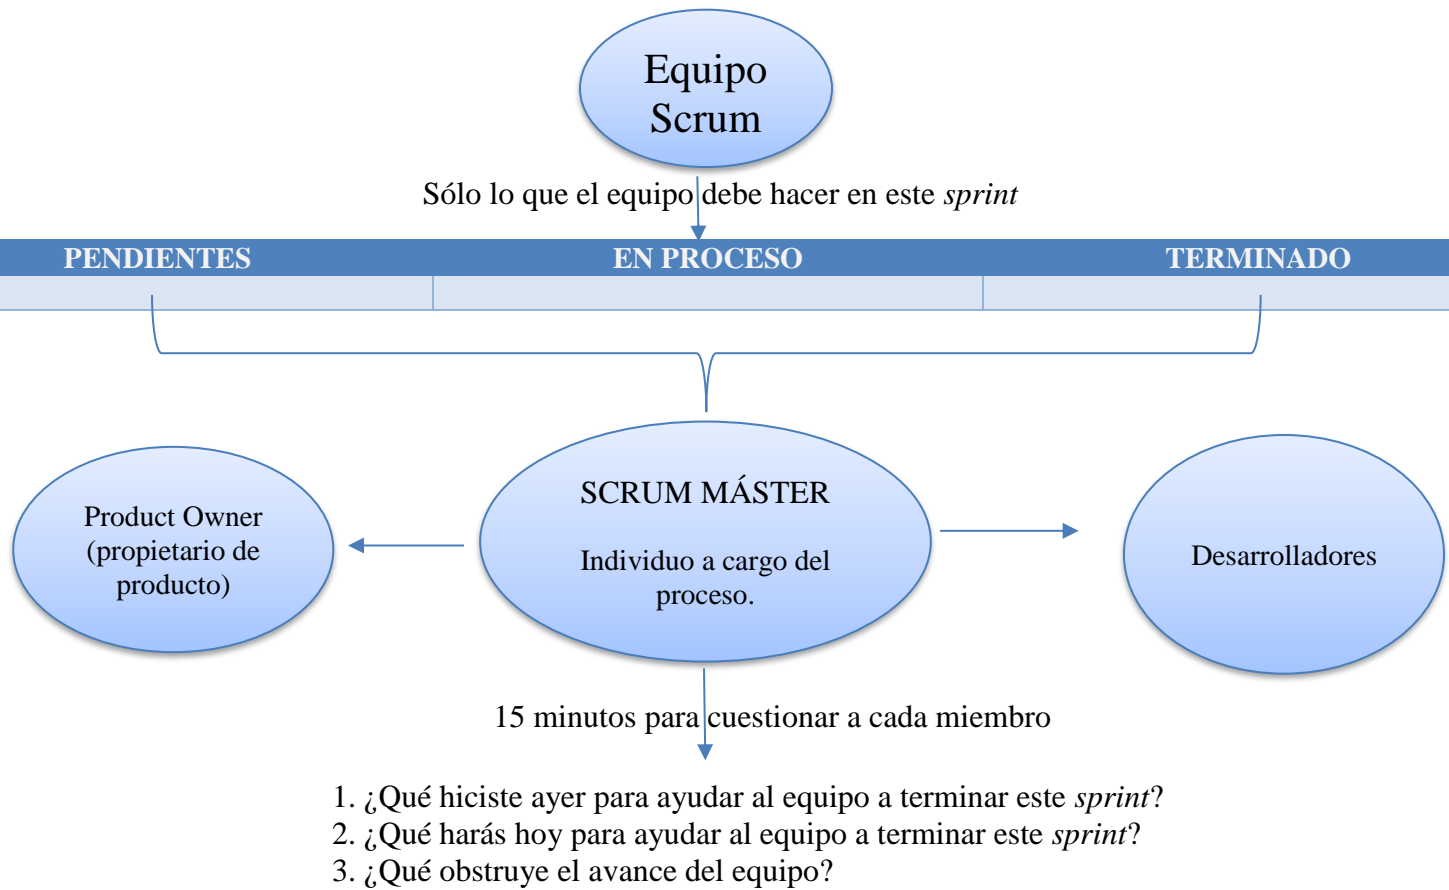 Equipo
Scrum
Sólo lo que el equipo debe hacer en este sprint
PENDIENTES EN PROCESO TERMINADO
SCRUM MÁSTER
Individuo a cargo del
proceso.
Product Owner
(propietario de
producto)
Desarrolladores
15 minutos para cuestionar a cada miembro
1. ¿Qué hiciste ayer para ayudar al equipo a terminar este sprint?
2. ¿Qué harás hoy para ayudar al equipo a terminar este sprint?
3. ¿Qué obstruye el avance del equipo?